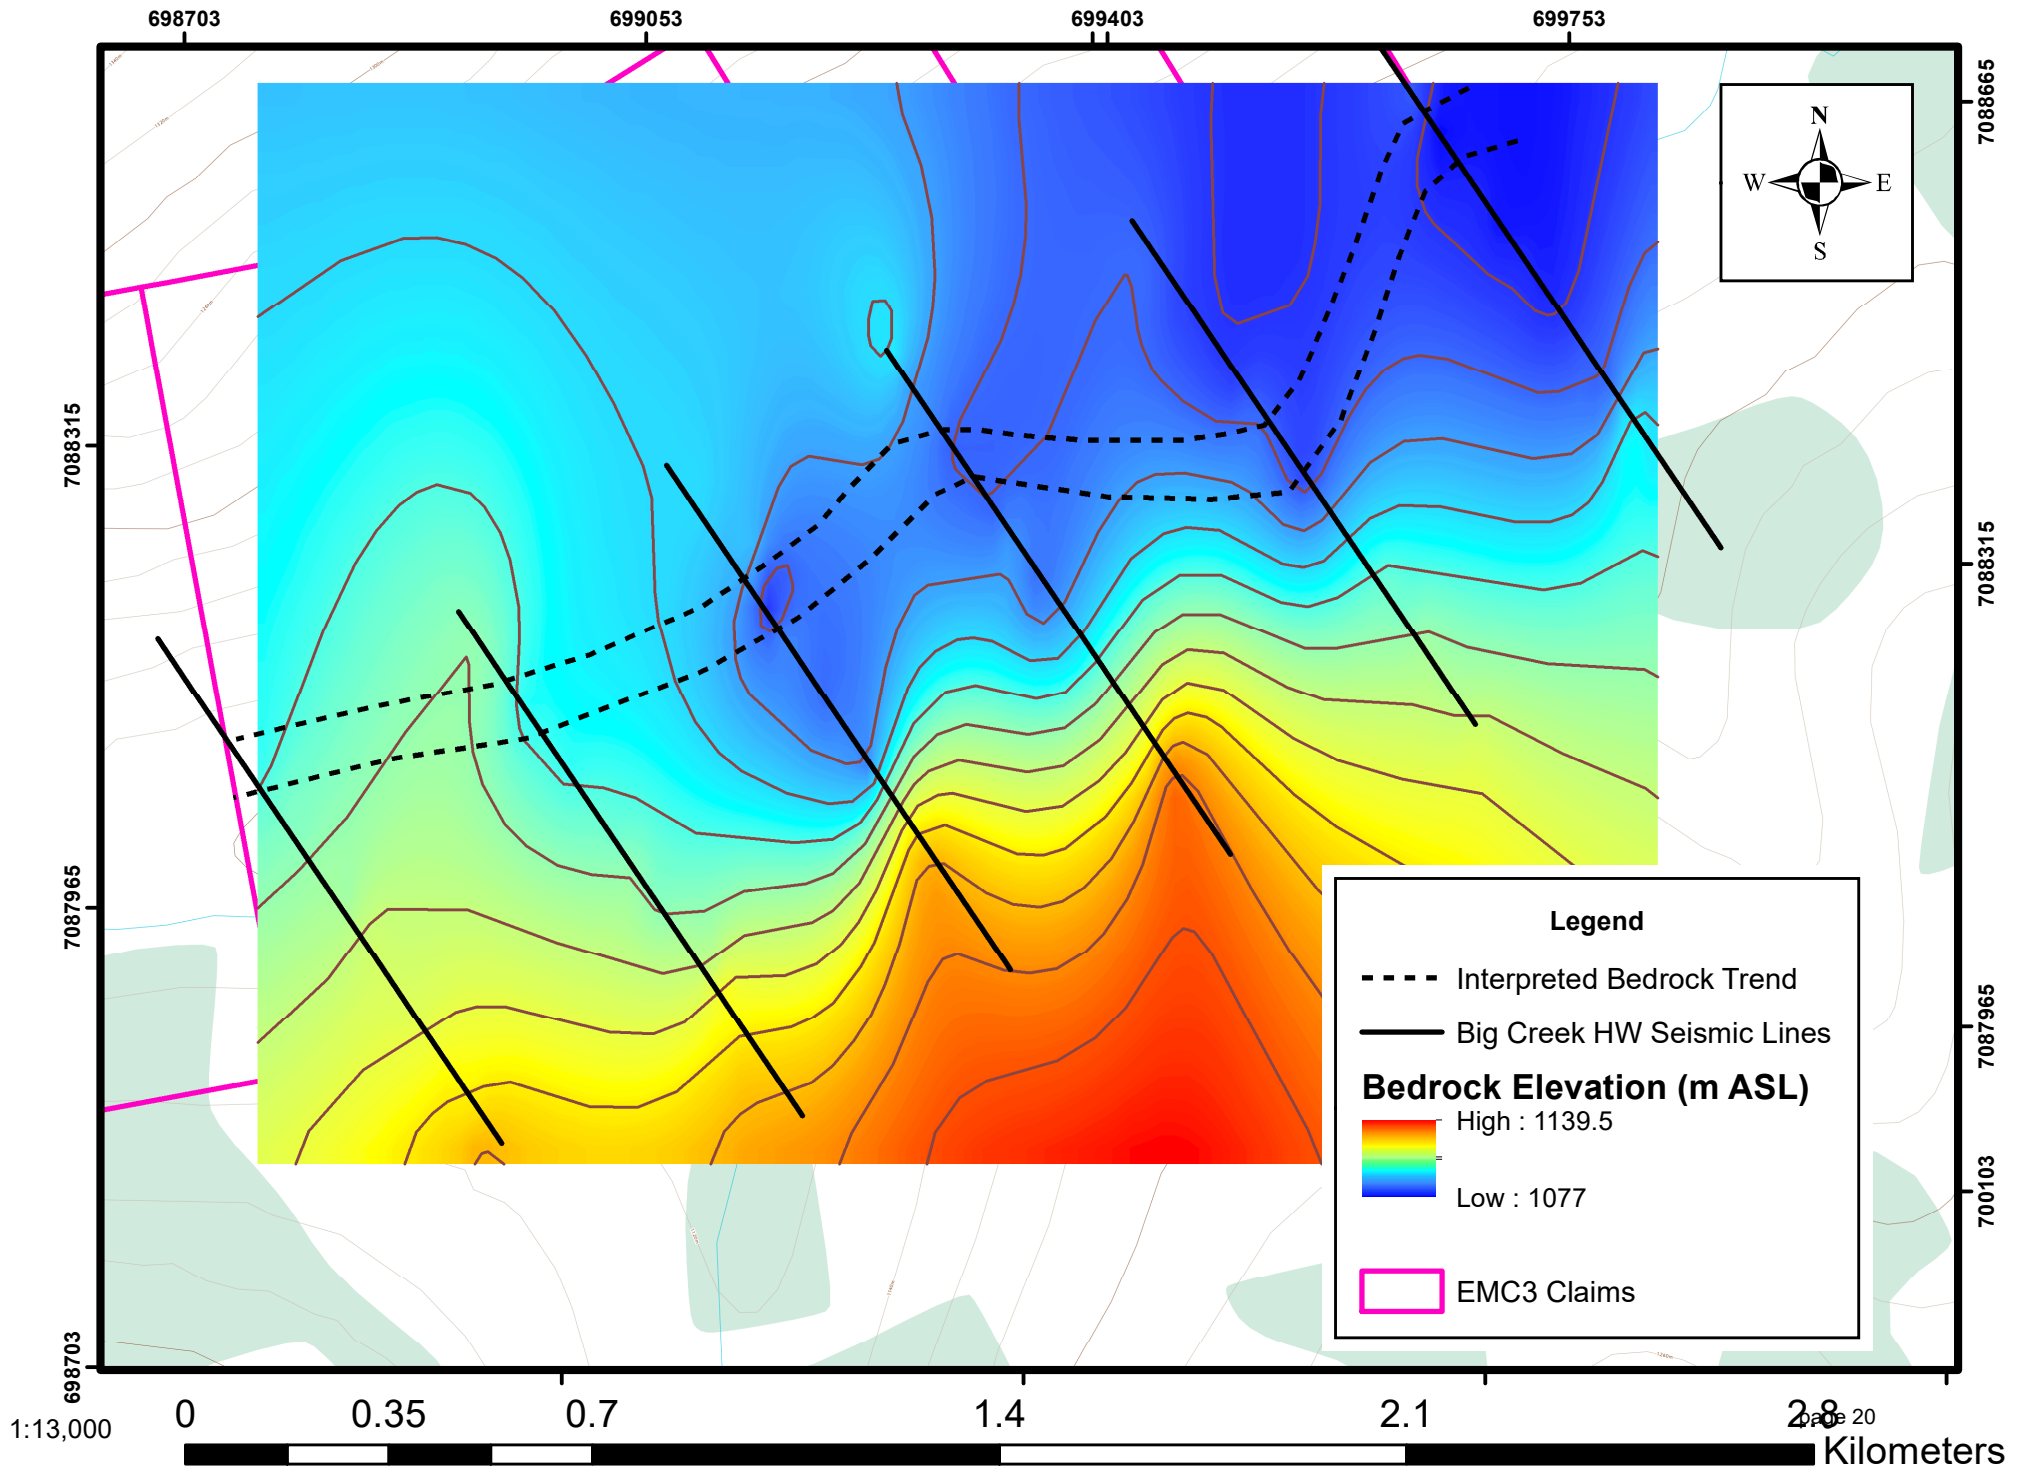 698703 699053 699403 699753
7088665
N
W E
S
7088315
7088315
Legend
Interpreted Bedrock Trend
Big Creek HW Seismic Lines
Bedrock Elevation (m ASL)
High : 1139.5
Low : 1077
EMC3 Claims
7087965
7087965
700103
698703
0 0.35 0.7 1.4 2.1 2.8
page 20
1:13,000
Kilometers